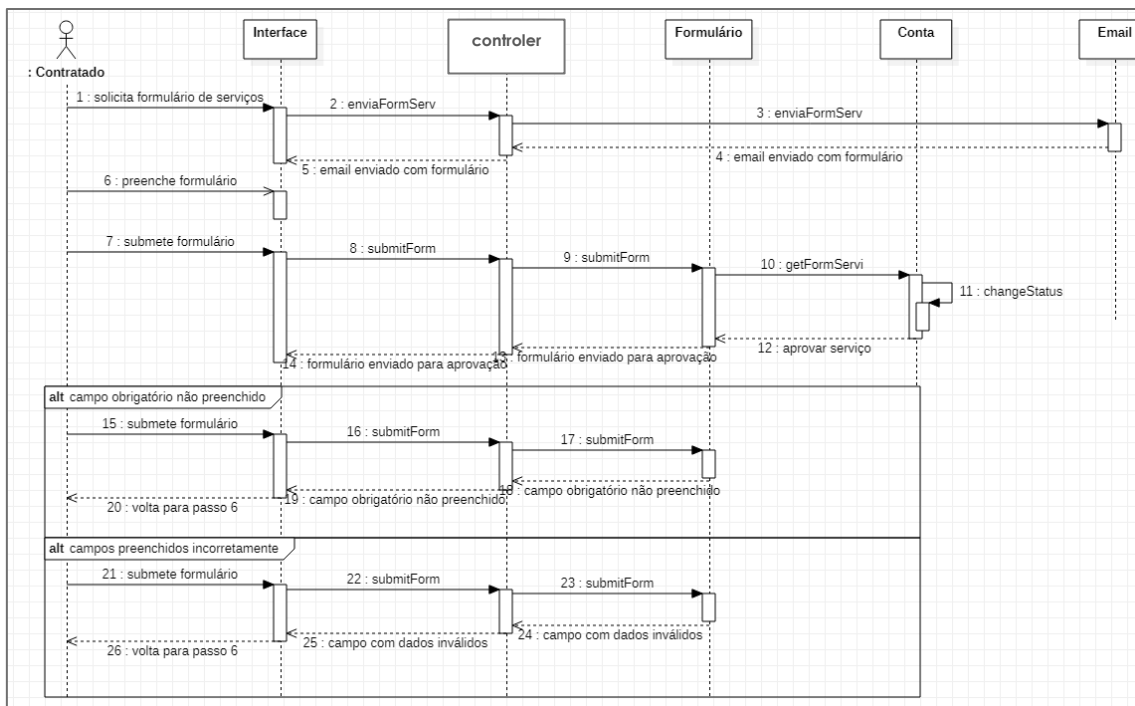 Interface
controler
Formulário
Conta
Email
: Contratado
1 : solicita formulário de serviços
2 : enviaFormServ
3 : enviaFormServ
4 : email enviado com formulário
5 : email enviado com formulário
6 : preenche formulário
7 : submete formulário
8 : submitForm
9 : submitForm
10 : getFormServi
11 : changeStatus
12 : aprovar serviço
13 : formulário enviado para aprovação
14 : formulário enviado para aprovação
alt campo obrigatório não preenchido
15 : submete formulário
16 : submitForm
17 : submitForm
18 : campo obrigatório não preenchido
19 : campo obrigatório não preenchido
20 : volta para passo 6
alt campos preenchidos incorretamente
21 : submete formulário
22 : submitForm
23 : submitForm
24 : campo com dados inválidos
25 : campo com dados inválidos
26 : volta para passo 6